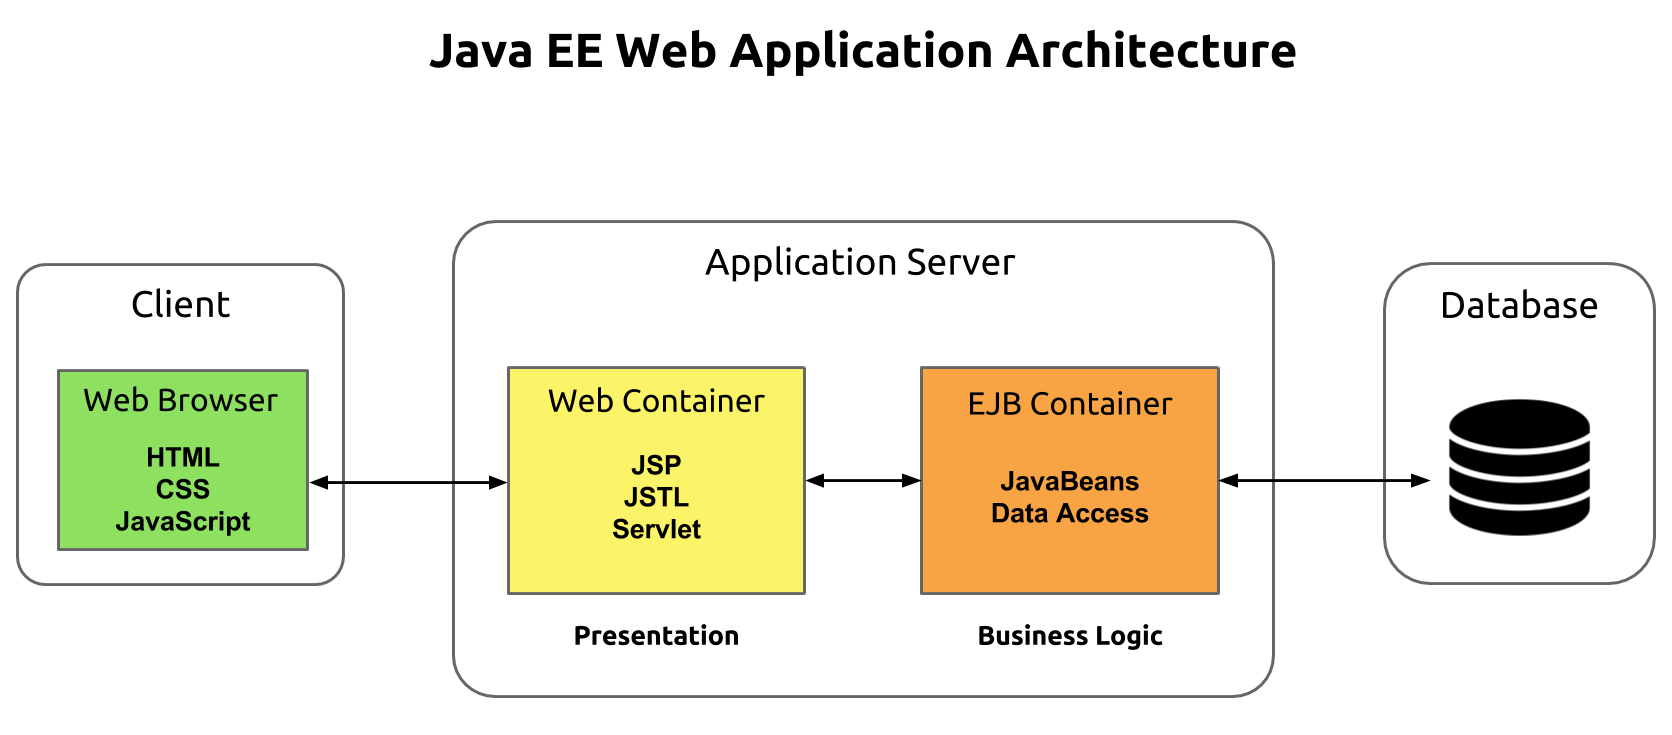 Java EE Web Application Architecture
Client
Web Browser
HTML
CSS
JavaScript
Application Server
Web Container
JSP
JSTL
Servlet
Presentation
EJB Container
JavaBeans
Data Access
Business Logic
Database